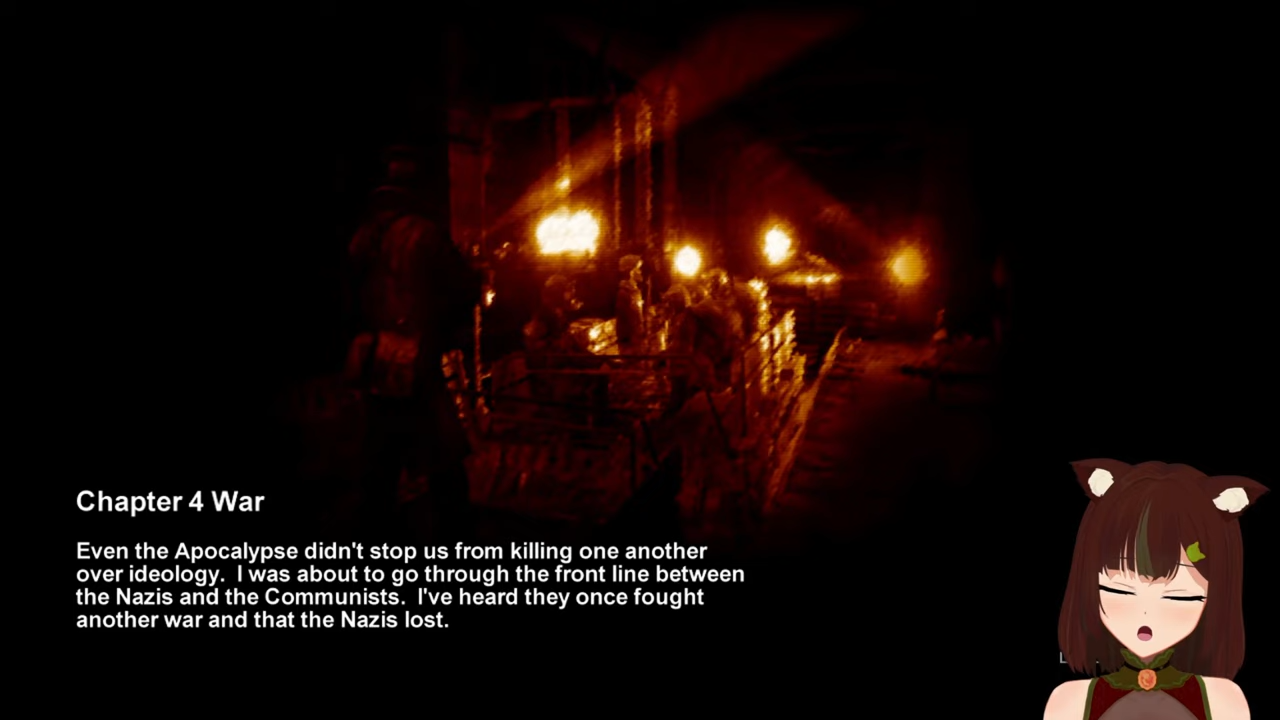 Chapter 4 War
Even the Apocalypse didn't stop us from killing one another
over ideology.  I was about to go through the front line between
the Nazis and the Communists.  I've heard they once fought
another war and that the Nazis lost.